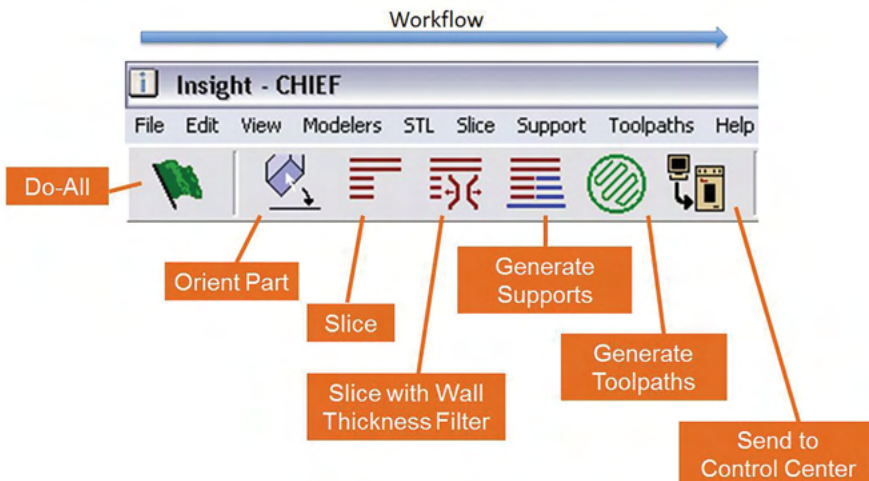 Workflow
Insight - CHIEF
File Edit View Modelers STL Slice Support Toolpaths Help
Do-All
Orient Part
Slice
Slice with Wall
Thickness Filter
Generate
Supports
Generate
Toolpaths
Send to
Control Center